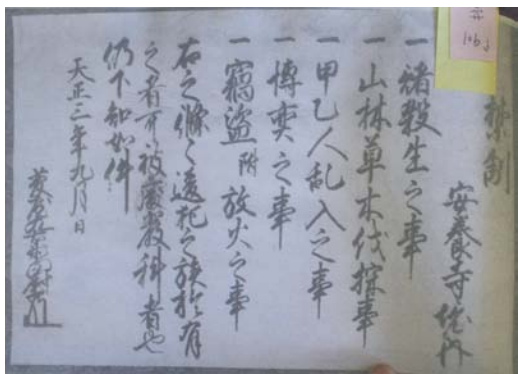 禁制
安養寺境内
一 諸殺生之事
一 山林草木伐採事
一 甲乙人乱入之事
一 博奕之事
一 窃盗附放火之事
右之條々違犯之族於有
之者可被處嚴科者也
仍下知如件
天正三年九月日